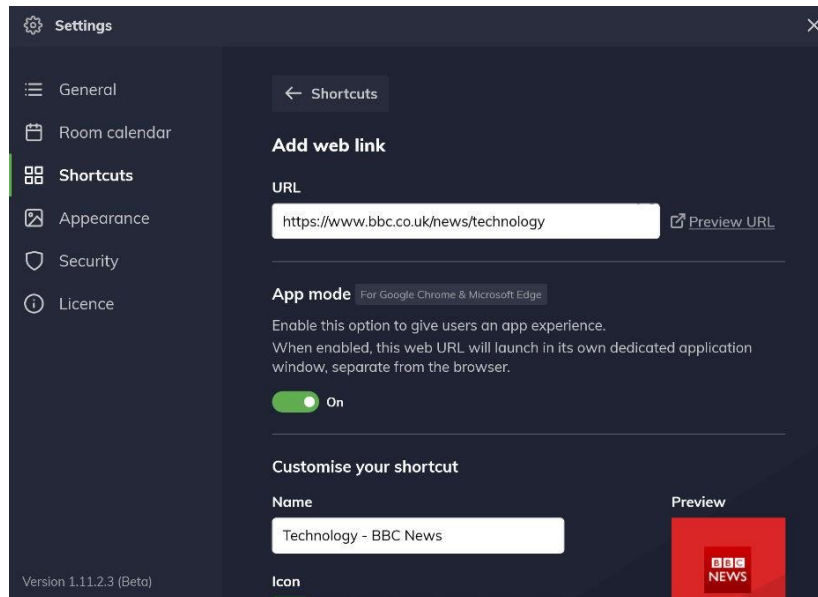 Settings
General
Room calendar
Shortcuts
Appearance
Security
Licence
Version 1.11.2.3 (Beta)
Shortcuts
Add web link
URL
https://www.bbc.co.uk/news/technology
Preview URL
App mode For Google Chrome & Microsoft Edge
Enable this option to give users an app experience.
When enabled, this web URL will launch in its own dedicated application
window, separate from the browser.
On
Customise your shortcut
Name
Technology - BBC News
Icon
Preview
BBC
NEWS